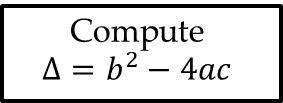 Compute
Δ = b² − 4ac